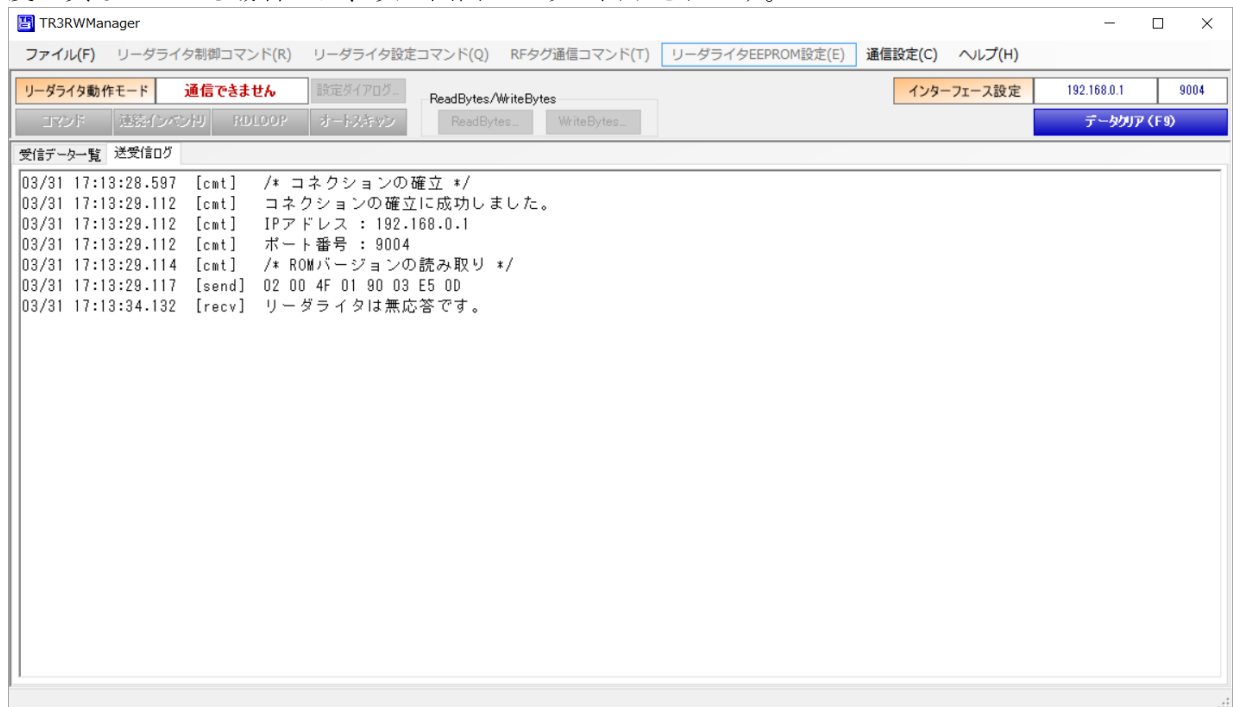 TR3RWManager
ファイル(F) リーダライタ制御コマンド(R) リーダライタ設定コマンド(Q) RFタグ通信コマンド(T) リーダライタEEPROM設定(E) 通信設定(C) ヘルプ(H)
リーダライタ動作モード 通信できません 設定ダイアログ... ReadBytes/WriteBytes インターフェース設定 192.168.0.1 9004
コマンド 連続インベントリ RDLOOP オートスキャン ReadBytes... WriteBytes... データクリア(F9)
受信データ一覧 送受信ログ
03/31 17:13:28.597 [cmt] /* コネクションの確立 */
03/31 17:13:29.112 [cmt] コネクションの確立に成功しました。
03/31 17:13:29.112 [cmt] IPアドレス : 192.168.0.1
03/31 17:13:29.112 [cmt] ポート番号 : 9004
03/31 17:13:29.114 [cmt] /* ROMバージョンの読み取り */
03/31 17:13:29.117 [send] 02 00 4F 01 90 03 E5 0D
03/31 17:13:34.132 [recv] リーダライタは無応答です。